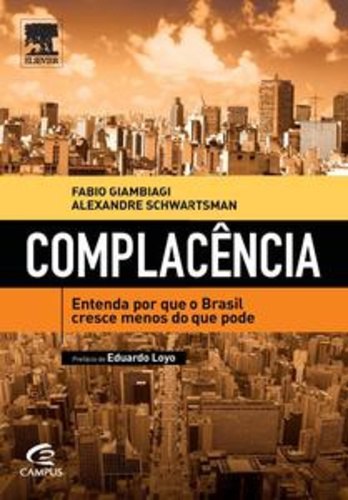 ELSEVIER
FABIO GIAMBIAGI
ALEXANDRE SCHWARTSMAN
COMPLACÊNCIA
Entenda por que o Brasil
cresce menos do que pode
Prefácio de Eduardo Loyo
CAMPUS